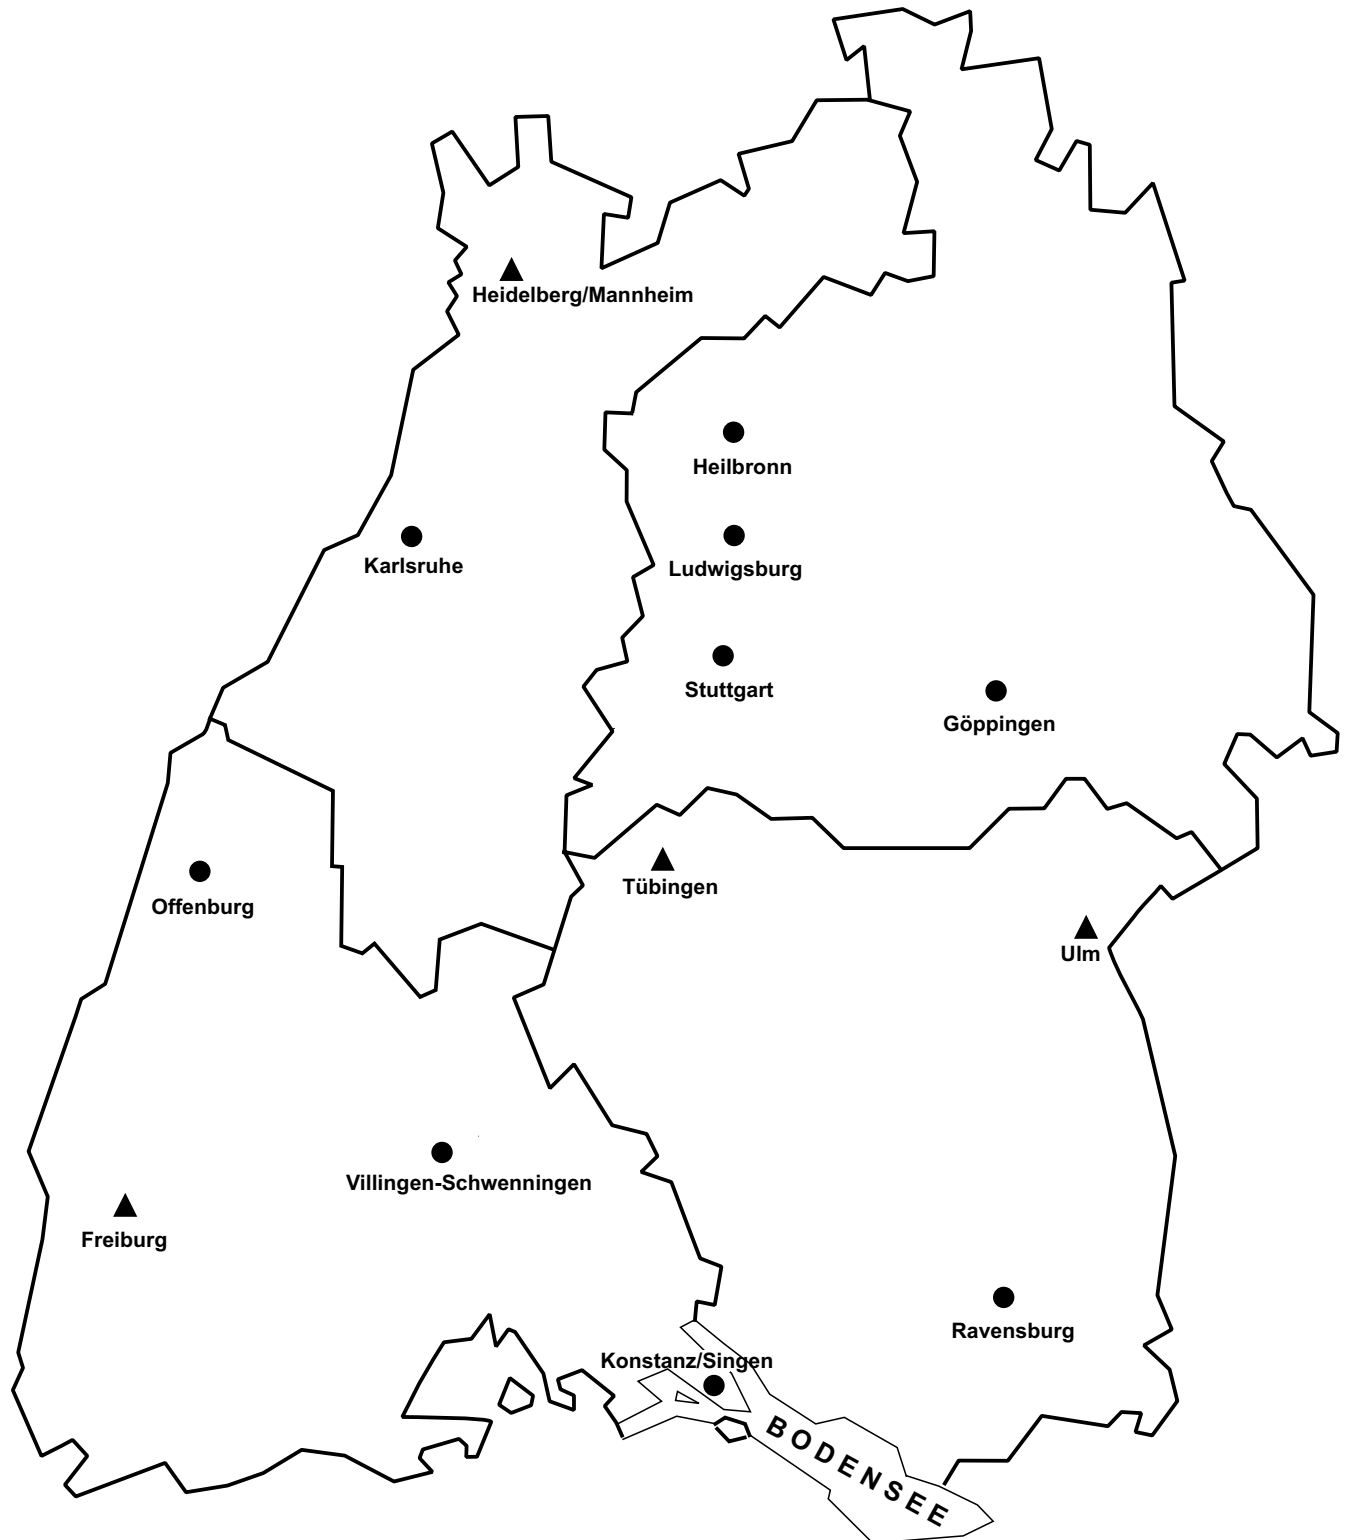 Heidelberg/Mannheim
Heilbronn
Karlsruhe
Ludwigsburg
Stuttgart
Göppingen
Tübingen
Offenburg
Ulm
Villingen-Schwenningen
Freiburg
Ravensburg
Konstanz/Singen
BODENSEE